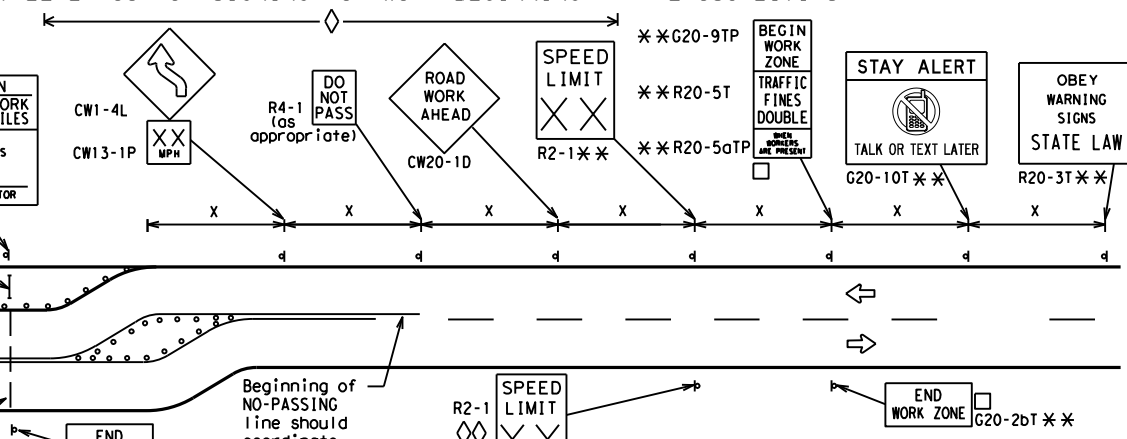 CW1-4L
XX
MPH
CW13-1P
R4-1
(as
appropriate)
DO
NOT
PASS
ROAD
WORK
AHEAD
CW20-1D
SPEED
LIMIT
XX
R2-1**
**G20-9TP
**R20-5T
**R20-5aTP
BEGIN
WORK
ZONE
TRAFFIC
FINES
DOUBLE
WHEN
WORKERS
ARE PRESENT
STAY ALERT
TALK OR TEXT LATER
G20-10T**
OBEY
WARNING
SIGNS
STATE LAW
R20-3T**
X X X X X X X
Beginning of
NO-PASSING
line should
R2-1
SPEED
LIMIT
END
WORK ZONE
G20-2bT**
END